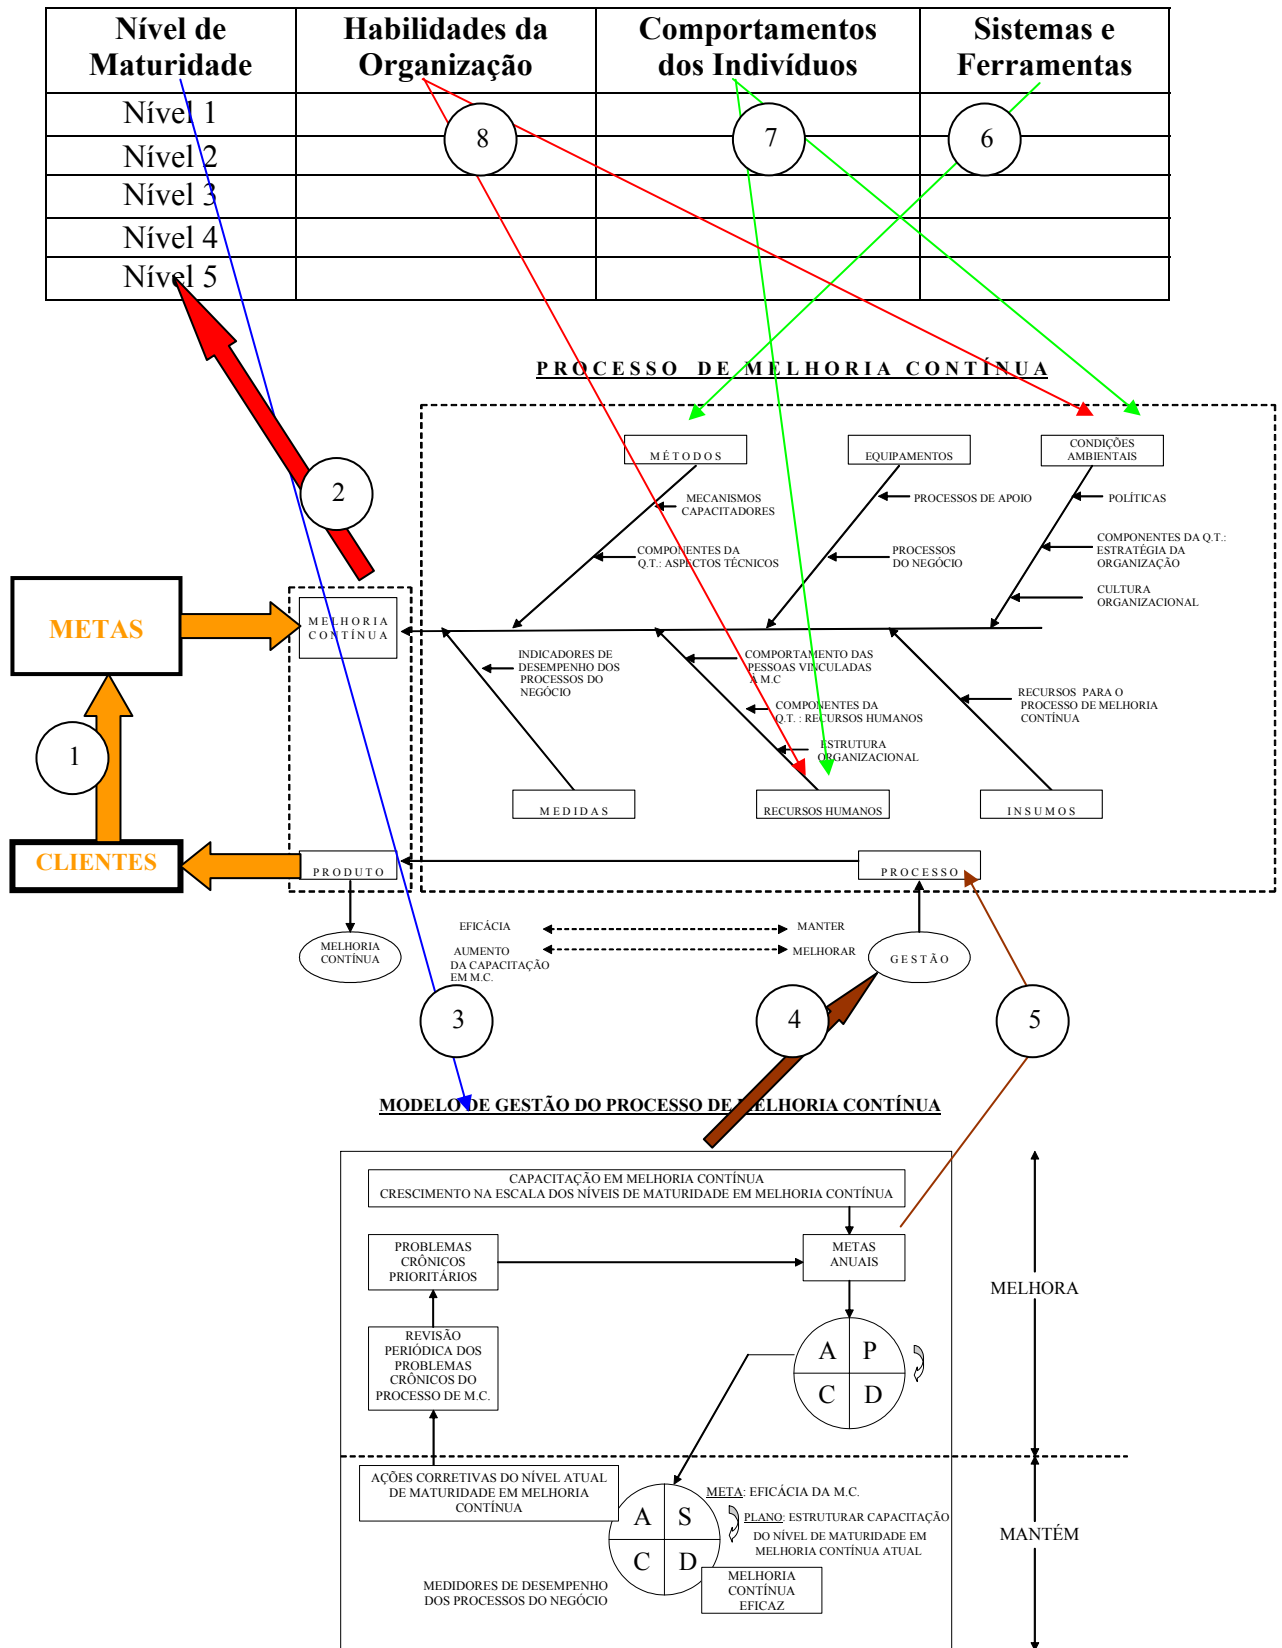 Nível de
Maturidade
Habilidades da
Organização
Comportamentos
dos Indivíduos
Sistemas e
Ferramentas
Nível 1
Nível 2
Nível 3
Nível 4
Nível 5
8
7
6
PROCESSO DE MELHORIA CONTÍNUA
2
MÉTODOS
EQUIPAMENTOS
CONDIÇÕES
AMBIENTAIS
MECANISMOS
CAPACITADORES
PROCESSOS DE APOIO
POLÍTICAS
COMPONENTES DA
Q.T.: ASPECTOS TÉCNICOS
PROCESSOS
DO NEGÓCIO
COMPONENTES DA Q.T.:
ESTRATÉGIA DA
ORGANIZAÇÃO
CULTURA
ORGANIZACIONAL
METAS
MELHORIA
CONTÍNUA
INDICADORES DE
DESEMPENHO DOS
PROCESSOS DO
NEGÓCIO
COMPORTAMENTO DAS
PESSOAS VINCULADAS
À M.C
COMPONENTES DA
Q.T. : RECURSOS HUMANOS
ESTRUTURA
ORGANIZACIONAL
RECURSOS PARA O
PROCESSO DE MELHORIA
CONTÍNUA
1
MEDIDAS
RECURSOS HUMANOS
INSUMOS
CLIENTES
PRODUTO
PROCESSO
MELHORIA
CONTÍNUA
EFICÁCIA
MANTER
AUMENTO
DA CAPACITAÇÃO
EM M.C.
MELHORAR
GESTÃO
3
4
5
MODELO DE GESTÃO DO PROCESSO DE MELHORIA CONTÍNUA
CAPACITAÇÃO EM MELHORIA CONTÍNUA
CRESCIMENTO NA ESCALA DOS NÍVEIS DE MATURIDADE EM MELHORIA CONTÍNUA
PROBLEMAS
CRÔNICOS
PRIORITÁRIOS
METAS
ANUAIS
MELHORA
REVISÃO
PERIÓDICA DOS
PROBLEMAS
CRÔNICOS DO
PROCESSO DE M.C.
A P
C D
AÇÕES CORRETIVAS DO NÍVEL ATUAL
DE MATURIDADE EM MELHORIA
CONTÍNUA
A S
C D
META: EFICÁCIA DA M.C.
PLANO: ESTRUTURAR CAPACITAÇÃO
DO NÍVEL DE MATURIDADE EM
MELHORIA CONTÍNUA ATUAL
MANTÉM
MEDIDORES DE DESEMPENHO
DOS PROCESSOS DO NEGÓCIO
MELHORIA
CONTÍNUA
EFICAZ